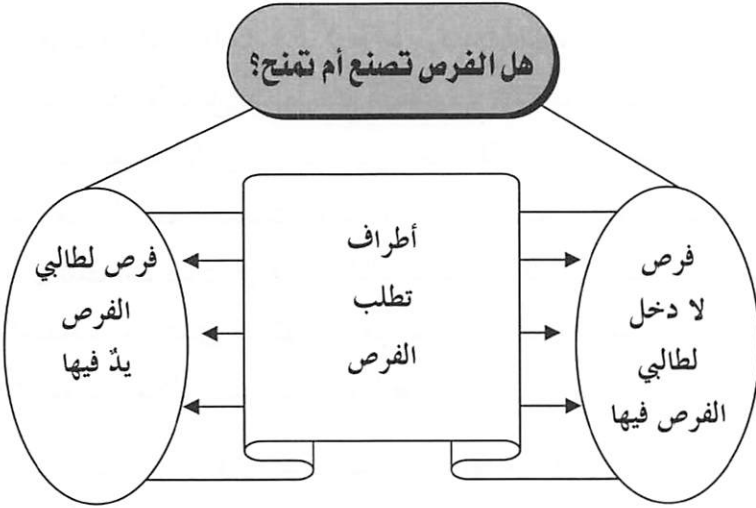 هل الفرص تصنع أم تمنح؟
فرص
لا دخل
لطالبي
الفرص فيها
أطراف
تطلب
الفرص
فرص لطالبي
الفرص
يدٌ فيها